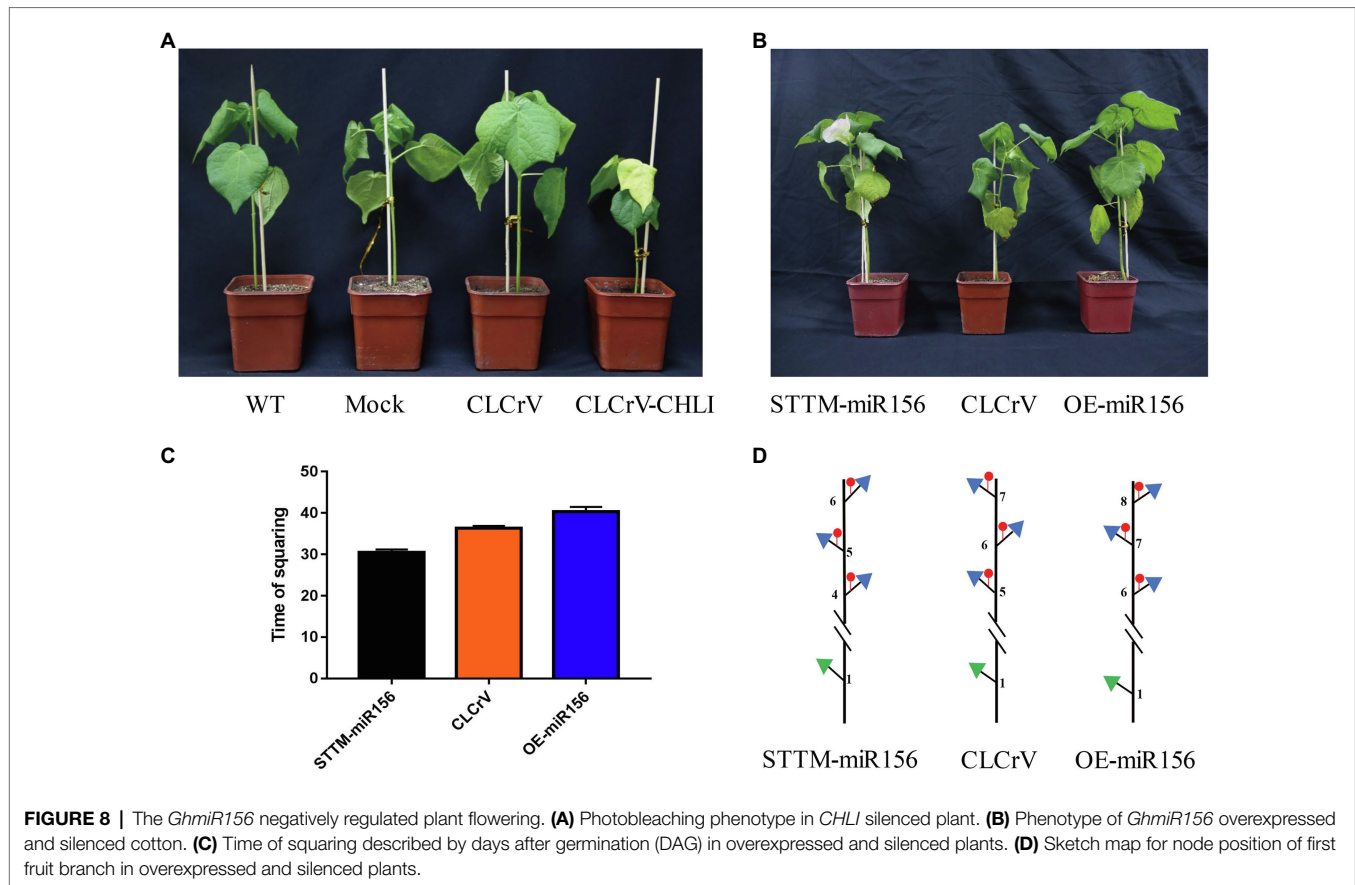 A
B
WT Mock CLCrV CLCrV-CHLI
STTM-miR156 CLCrV OE-miR156
C
Time of squaring
50
40
30
20
10
0
STTM-miR156
CLCrV
OE-miR156
D
6
5
4
1
STTM-miR156
7
6
5
1
CLCrV
8
7
6
1
OE-miR156
FIGURE 8 | The GhmiR156 negatively regulated plant flowering. (A) Photobleaching phenotype in CHLI silenced plant. (B) Phenotype of GhmiR156 overexpressed
and silenced cotton. (C) Time of squaring described by days after germination (DAG) in overexpressed and silenced plants. (D) Sketch map for node position of first
fruit branch in overexpressed and silenced plants.